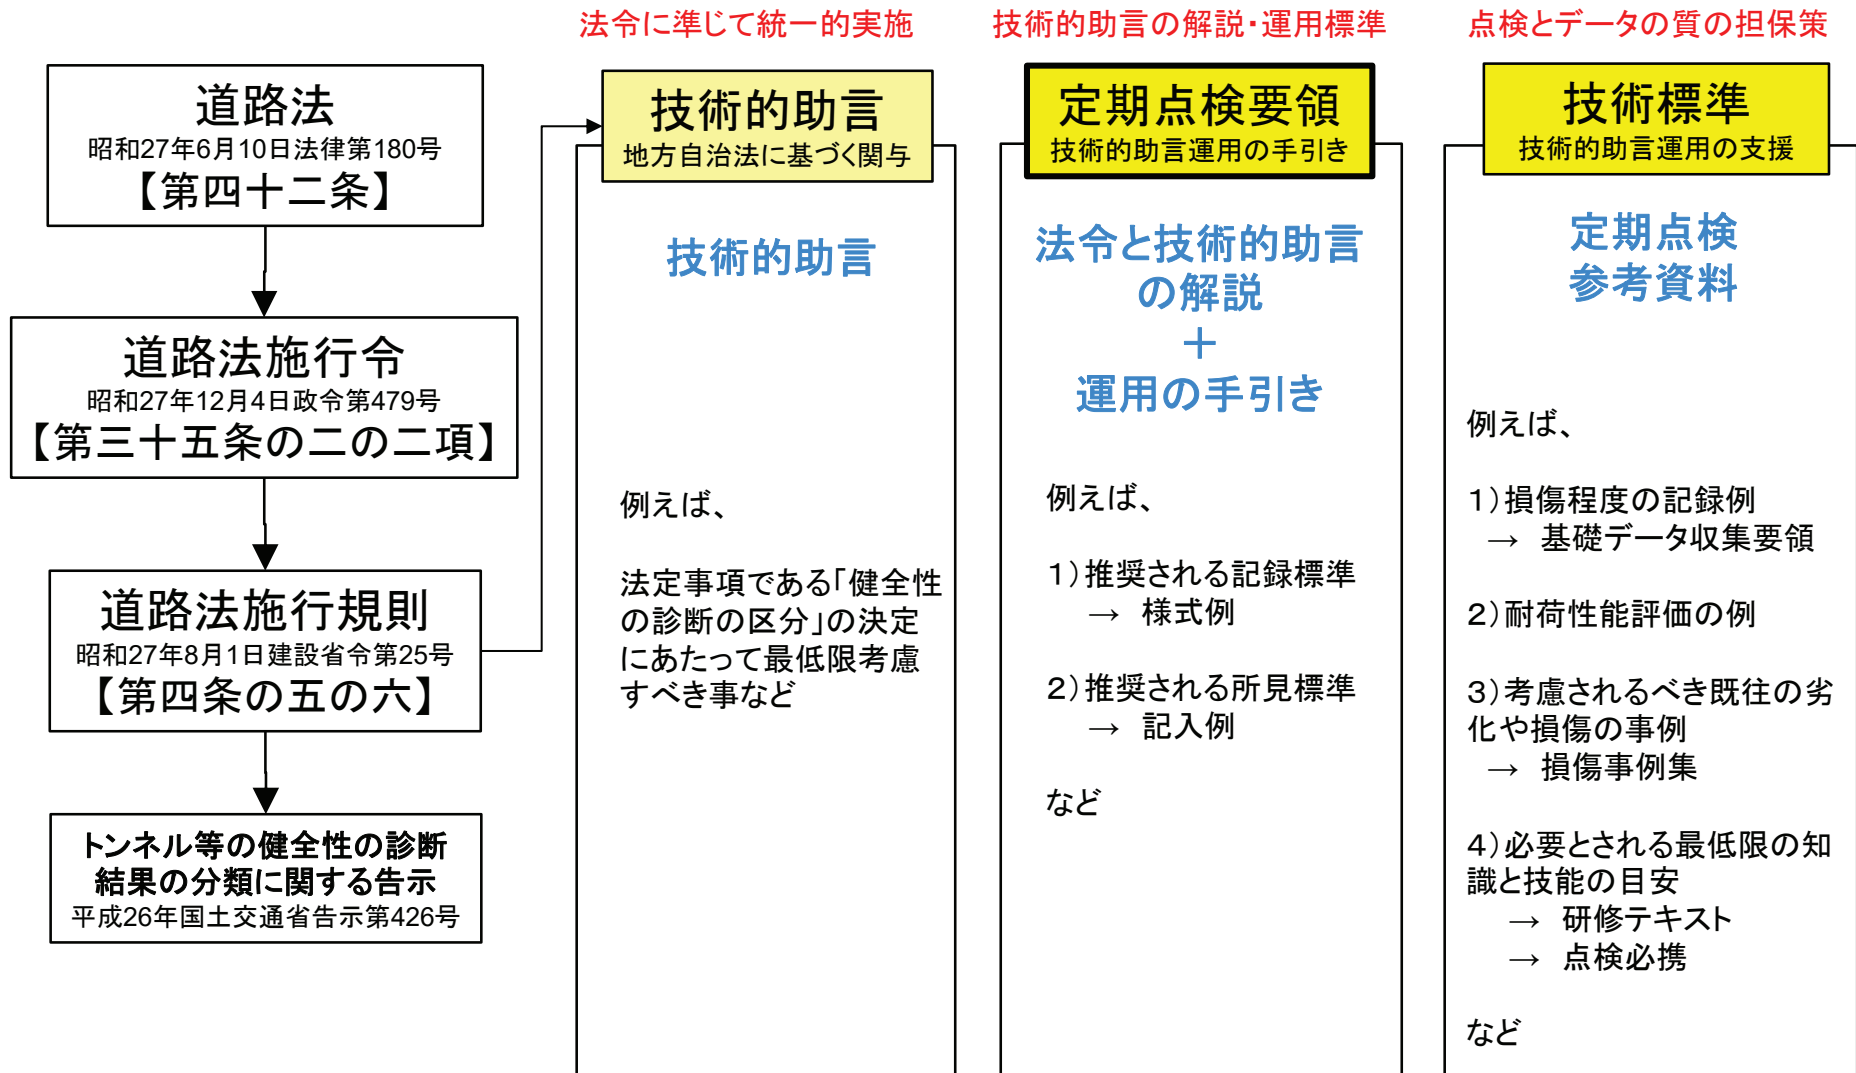 法令に準じて統一的実施
技術的助言の解説・運用標準
点検とデータの質の担保策
道路法
昭和27年6月10日法律第180号
【第四十二条】
道路法施行令
昭和27年12月4日政令第479号
【第三十五条の二の二項】
道路法施行規則
昭和27年8月1日建設省令第25号
【第四条の五の六】
トンネル等の健全性の診断
結果の分類に関する告示
平成26年国土交通省告示第426号
技術的助言
地方自治法に基づく関与
技術的助言
例えば、
法定事項である「健全性
の診断の区分」の決定
にあたって最低限考慮
すべき事など
定期点検要領
技術的助言運用の手引き
法令と技術的助言
の解説
＋
運用の手引き
例えば、
１）推奨される記録標準
→ 様式例
２）推奨される所見標準
→ 記入例
など
技術標準
技術的助言運用の支援
定期点検
参考資料
例えば、
１）損傷程度の記録例
→ 基礎データ収集要領
２）耐荷性能評価の例
３）考慮されるべき既往の劣
化や損傷の事例
→ 損傷事例集
４）必要とされる最低限の知
識と技能の目安
→ 研修テキスト
→ 点検必携
など